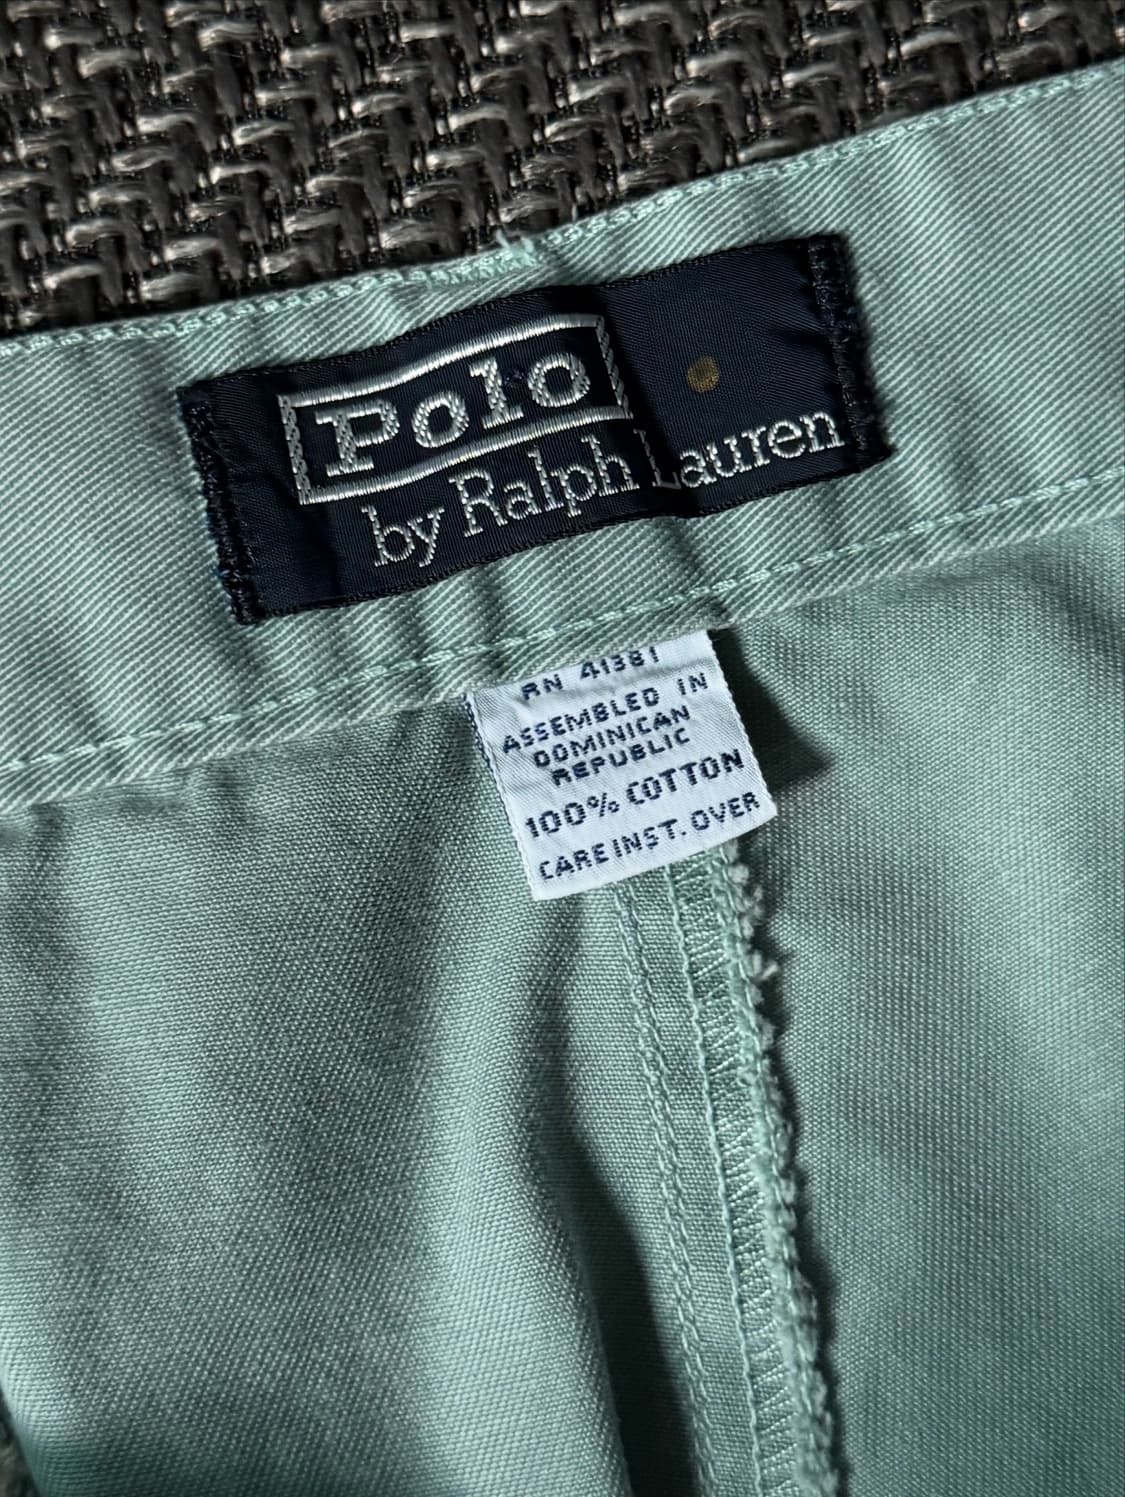 Polo
by Ralph Lauren
RN 41381
ASSEMBLED IN
DOMINICAN
REPUBLIC
100% COTTON
CARE INST. OVER